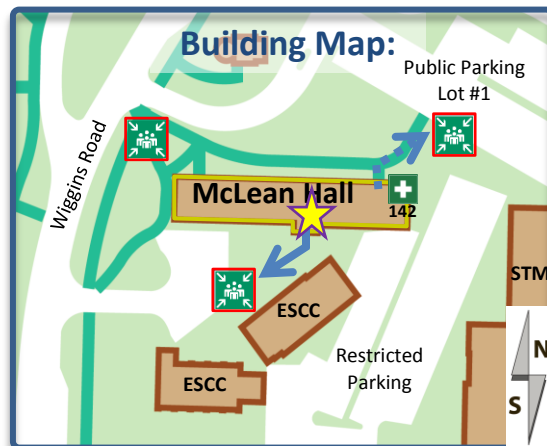 Building Map:
Public Parking
Lot #1
Wiggins Road
McLean Hall
142
ESCC
STM
ESCC
Restricted
Parking
N
S